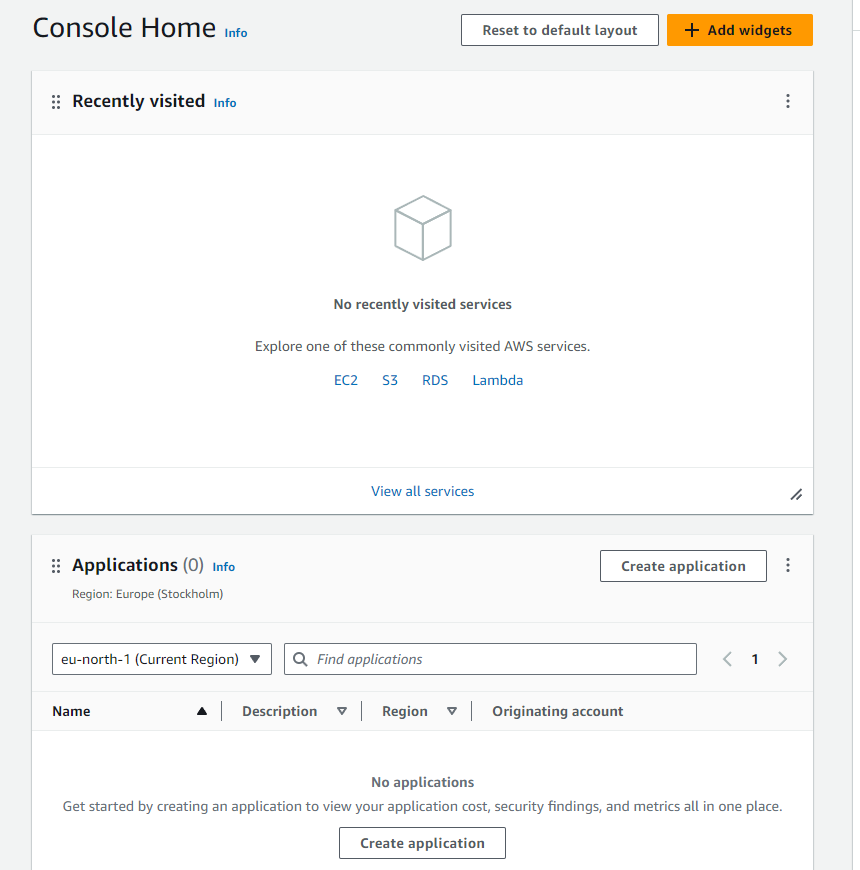 Console Home Info
Reset to default layout
+ Add widgets
Recently visited Info
No recently visited services
Explore one of these commonly visited AWS services.
EC2 S3 RDS Lambda
View all services
Applications (0) Info
Create application
Region: Europe (Stockholm)
eu-north-1 (Current Region)
Find applications
1
Name Description Region Originating account
No applications
Get started by creating an application to view your application cost, security findings, and metrics all in one place.
Create application